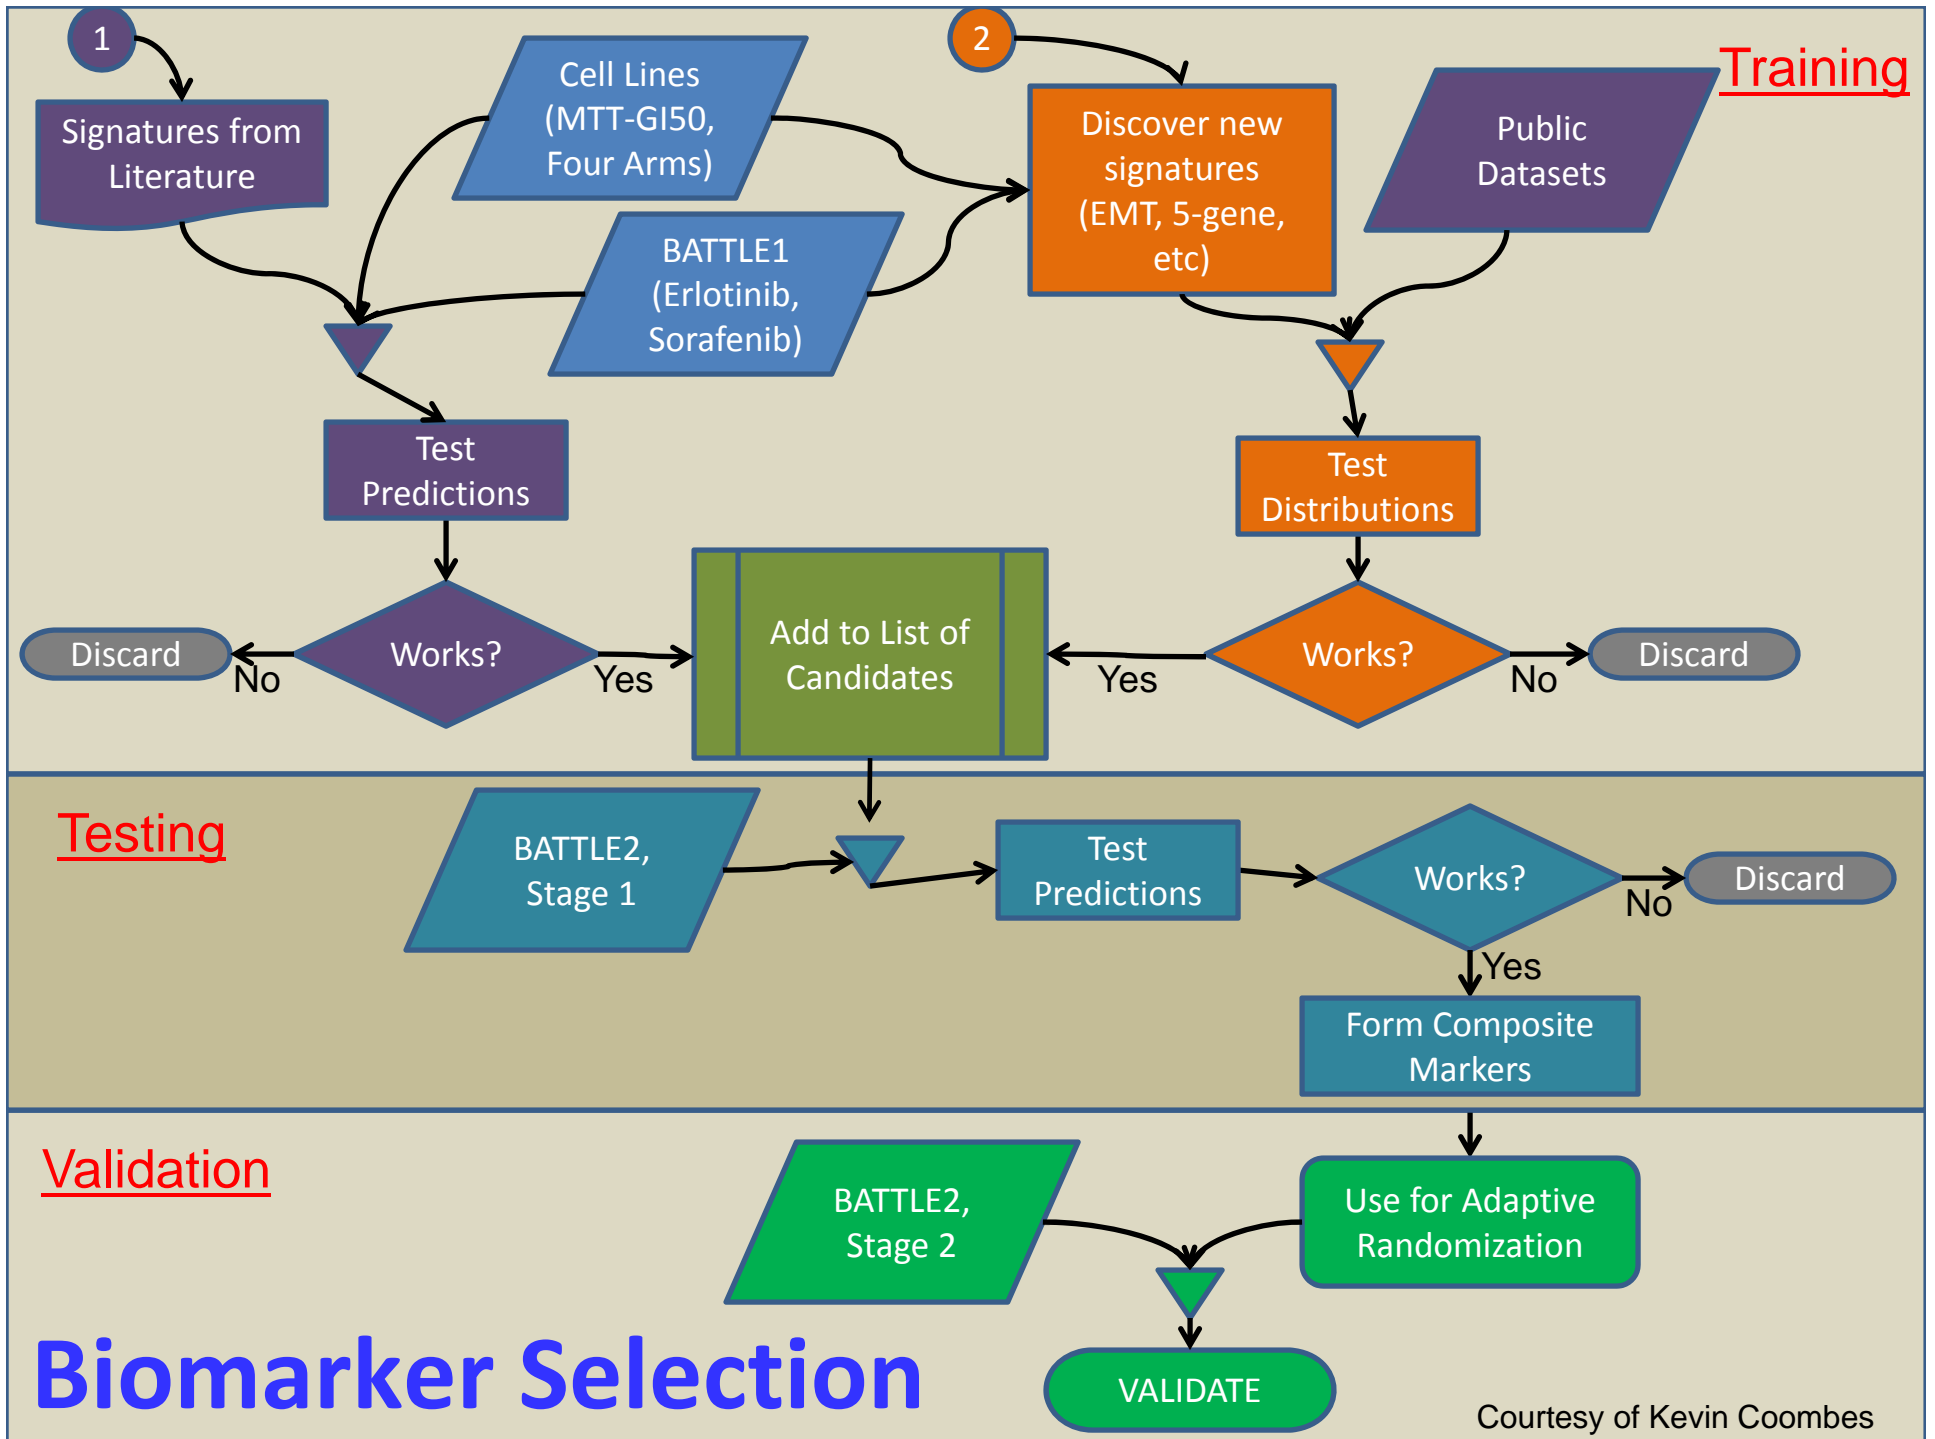 1
2
Training
Cell Lines
(MTT-GI50,
Four Arms)
Signatures from
Literature
Discover new
signatures
(EMT, 5-gene,
etc)
Public
Datasets
BATTLE1
(Erlotinib,
Sorafenib)
Test
Predictions
Test
Distributions
Discard
No
Works?
Yes
Add to List of
Candidates
Yes
Works?
No
Discard
Testing
BATTLE2,
Stage 1
Test
Predictions
Works?
No
Discard
Yes
Form Composite
Markers
Validation
BATTLE2,
Stage 2
Use for Adaptive
Randomization
VALIDATE
Biomarker Selection
Courtesy of Kevin Coombes